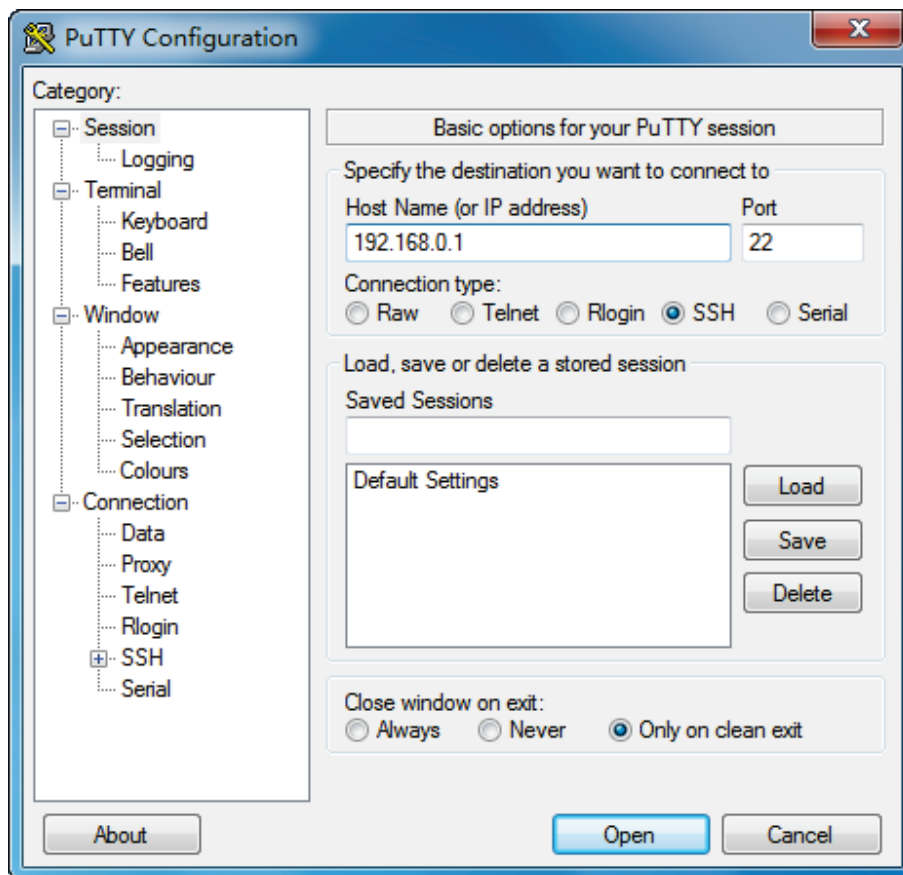 PuTTY Configuration
Category:
Session
Logging
Terminal
Keyboard
Bell
Features
Window
Appearance
Behaviour
Translation
Selection
Colours
Connection
Data
Proxy
Telnet
Rlogin
SSH
Serial
Basic options for your PuTTY session
Specify the destination you want to connect to
Host Name (or IP address) Port
192.168.0.1 22
Connection type:
Raw Telnet Rlogin SSH Serial
Load, save or delete a stored session
Saved Sessions
Default Settings
Load
Save
Delete
Close window on exit:
Always Never Only on clean exit
About Open Cancel